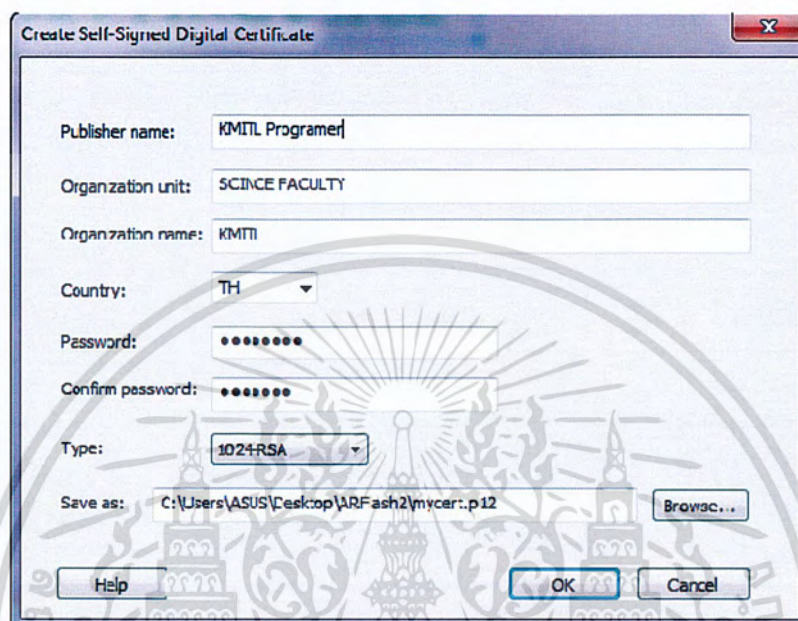 Create Self-Signed Digital Certificate
Publisher name: KMITL Programer
Organization unit: SCINCE FACULTY
Organization name: KMITL
Country: TH
Password: ••••••••
Confirm password: •••••••
Type: 1024-RSA
Save as: C:\Users\ASUS\Desktop\ARFlash2\mycert.p12 Browse...
Help OK Cancel